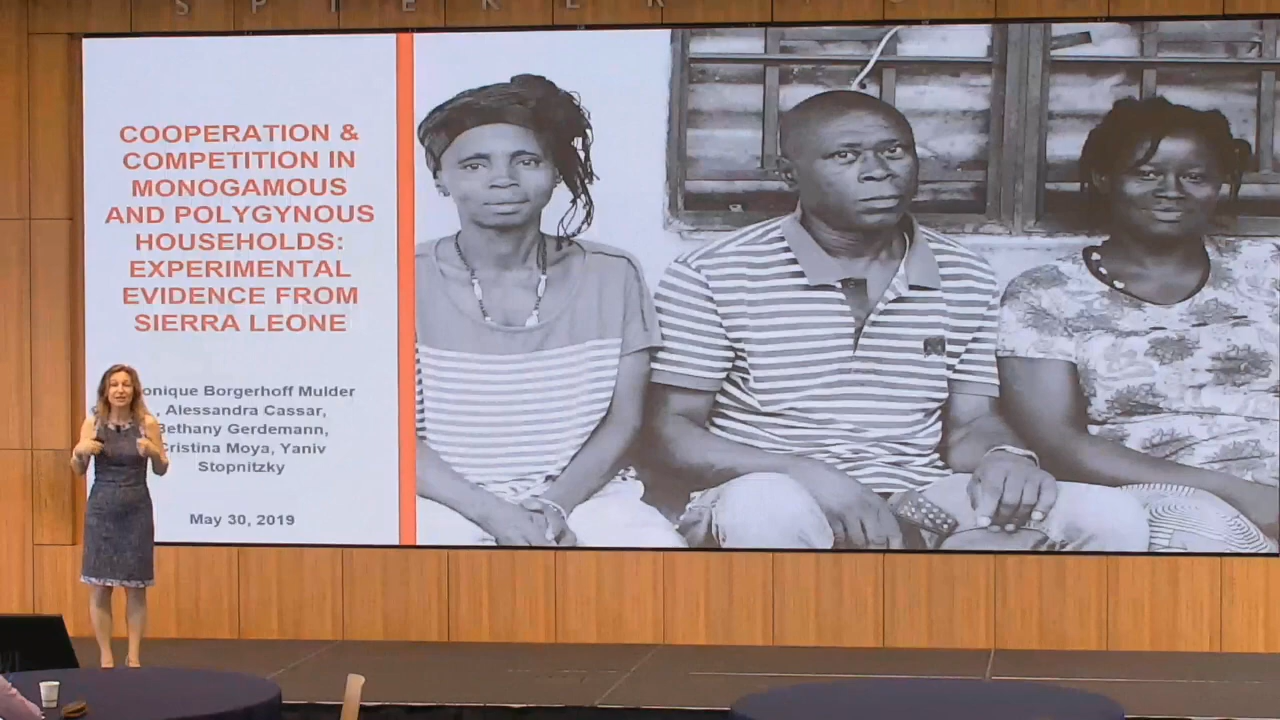 SPIEKER
COOPERATION &
COMPETITION IN
MONOGAMOUS
AND POLYGYNOUS
HOUSEHOLDS:
EXPERIMENTAL
EVIDENCE FROM
SIERRA LEONE
onique Borgerhoff Mulder
, Alessandra Cassar,
Bethany Gerdemann,
ristina Moya, Yaniv
Stopnitzky
May 30, 2019